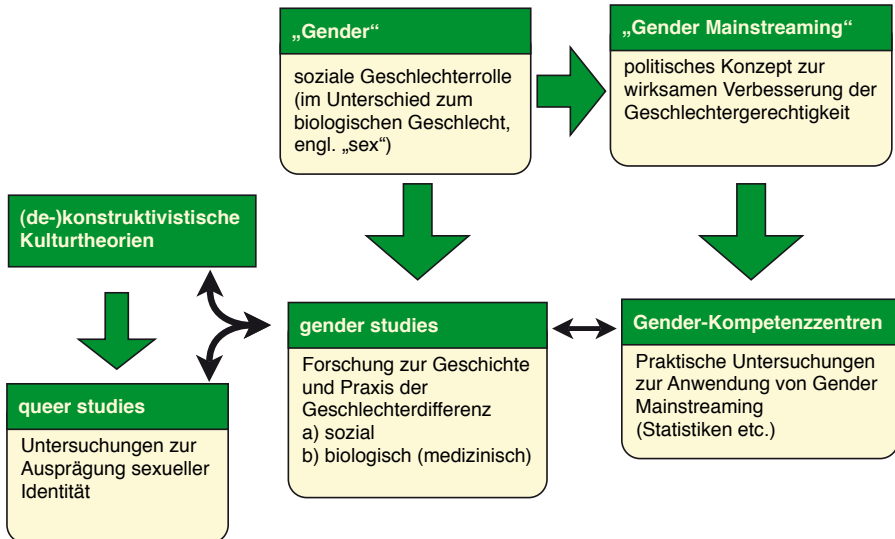 „Gender“
soziale Geschlechterrolle
(im Unterschied zum
biologischen Geschlecht,
engl. „sex“)
„Gender Mainstreaming“
politisches Konzept zur
wirksamen Verbesserung der
Geschlechtergerechtigkeit
(de-)konstruktivistische
Kulturtheorien
queer studies
Untersuchungen zur
Ausprägung sexueller
Identität
gender studies
Forschung zur Geschichte
und Praxis der
Geschlechterdifferenz
a) sozial
b) biologisch (medizinisch)
Gender-Kompetenzzentren
Praktische Untersuchungen
zur Anwendung von Gender
Mainstreaming
(Statistiken etc.)